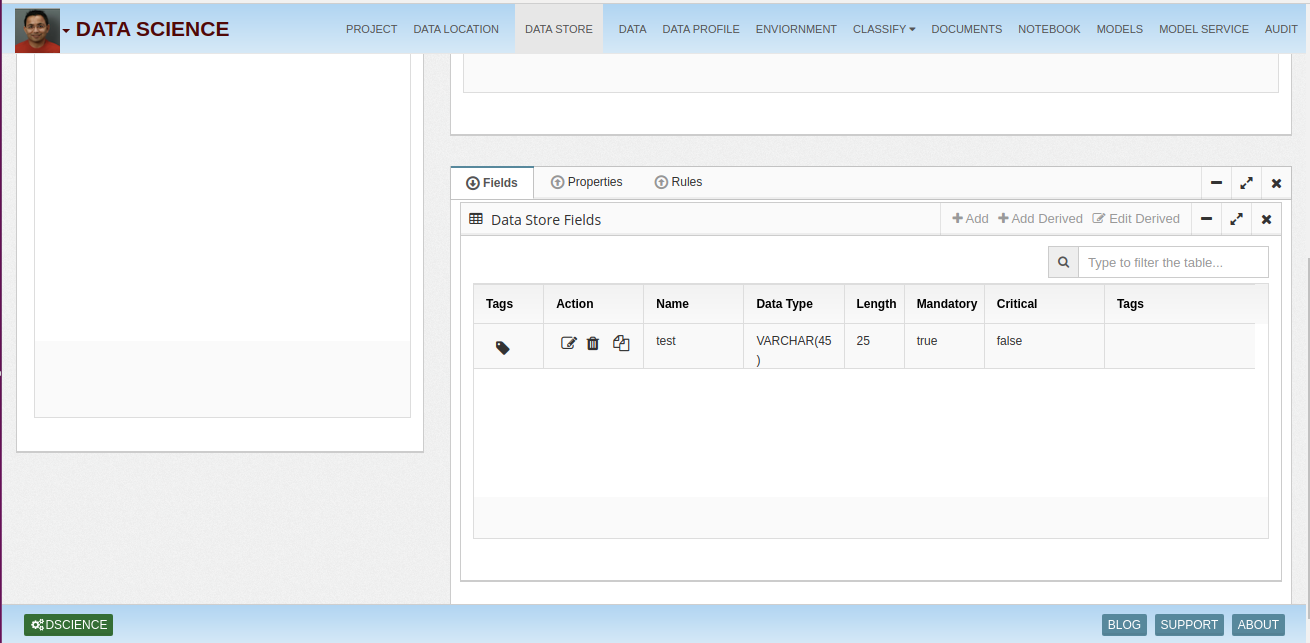 DATA SCIENCE PROJECT DATA LOCATION DATA STORE DATA DATA PROFILE ENVIORNMENT CLASSIFY DOCUMENTS NOTEBOOK MODELS MODEL SERVICE AUDIT
Fields Properties Rules
Data Store Fields Add Add Derived Edit Derived
Type to filter the table...
Tags Action Name Data Type Length Mandatory Critical Tags
test VARCHAR(45 25 true false
)
DSCIENCE BLOG SUPPORT ABOUT